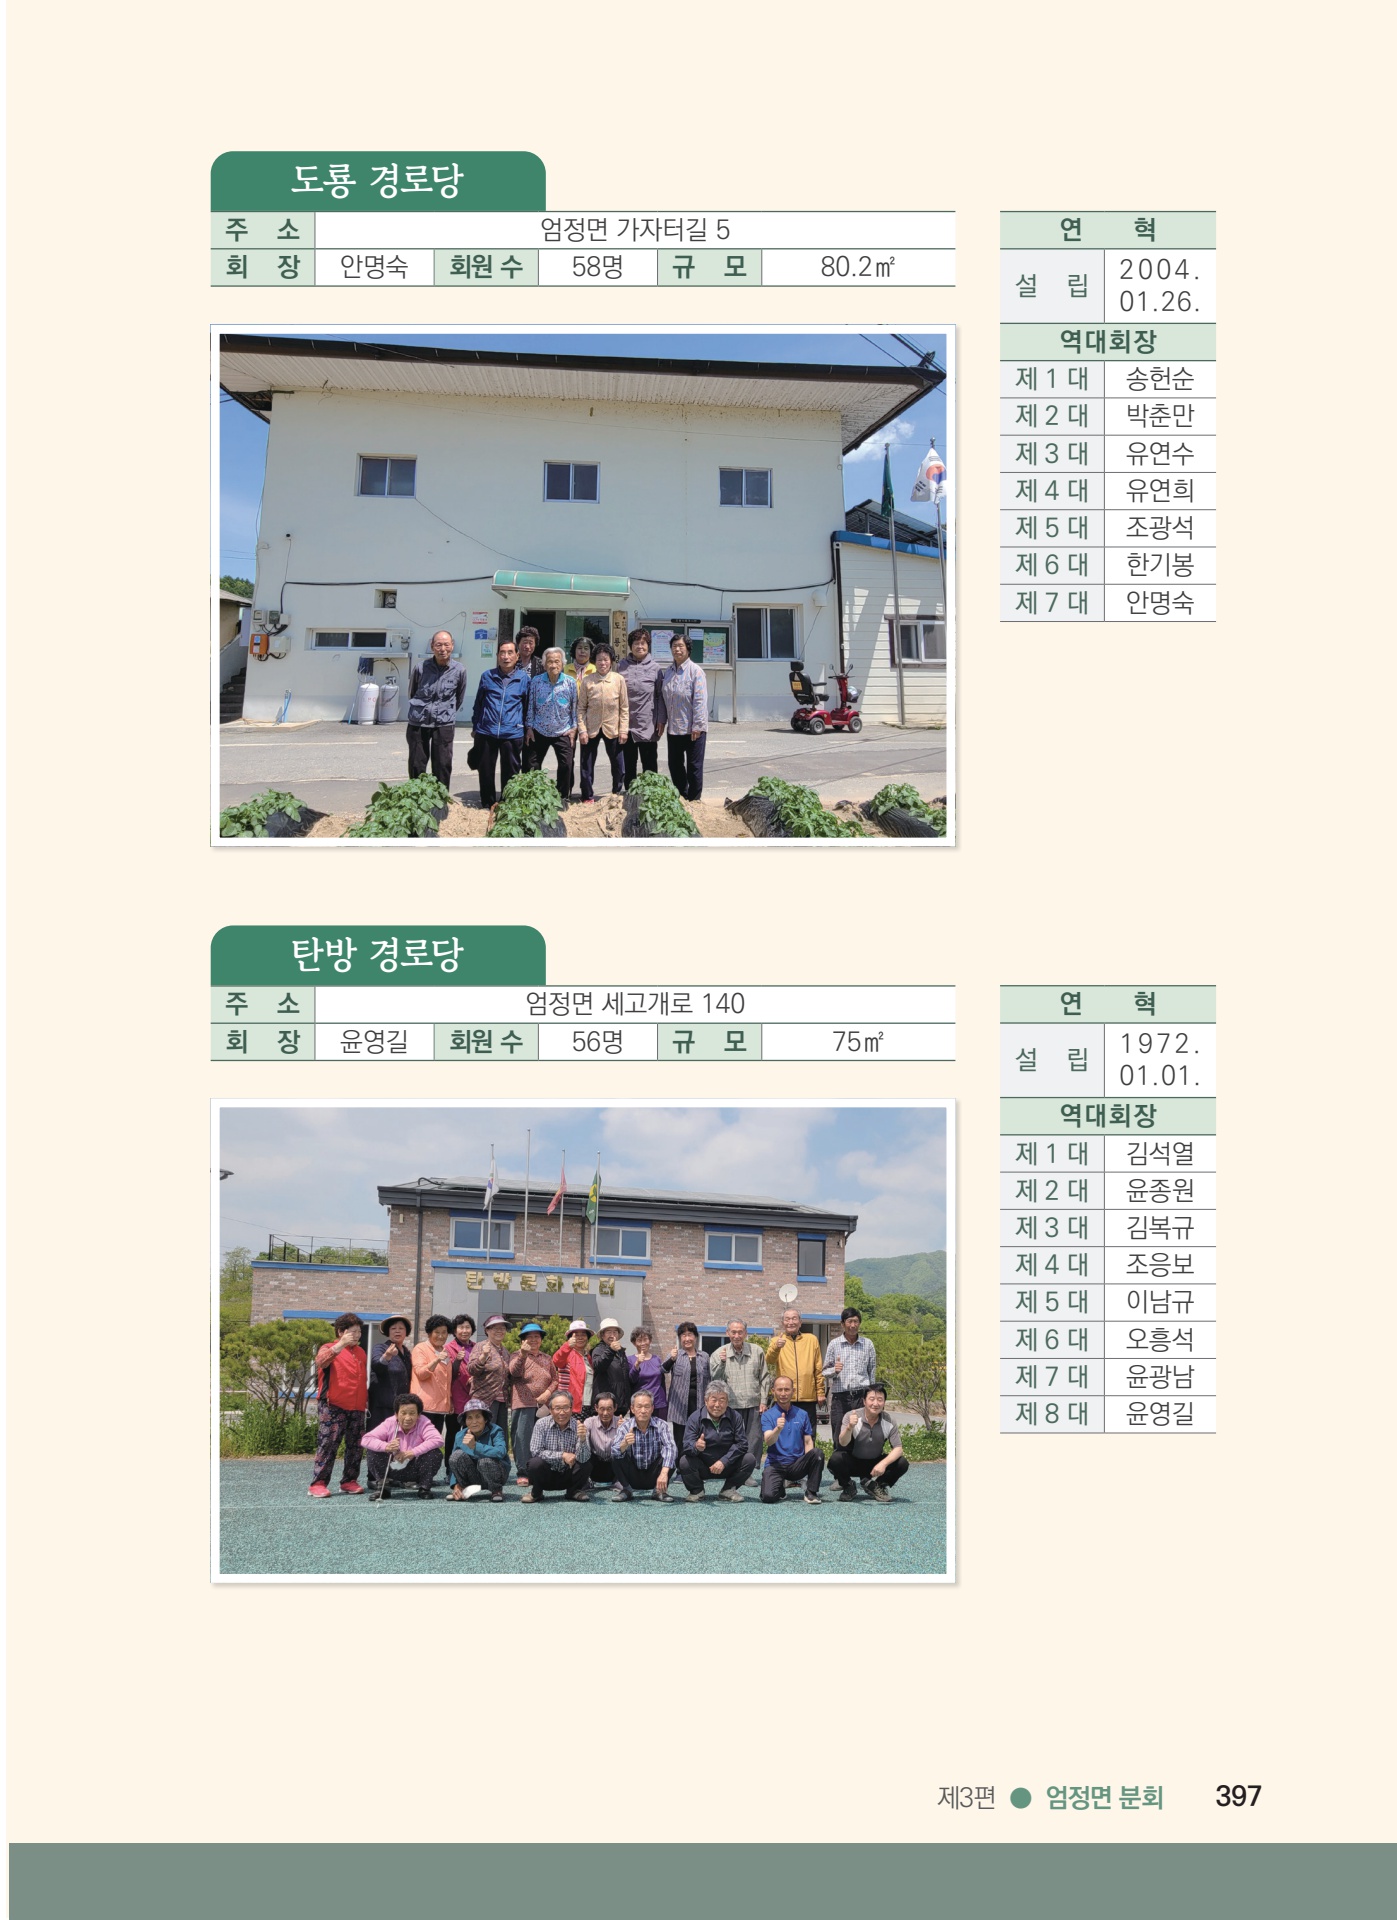 도룡 경로당
주 소 엄정면 가자터길 5
회 장 안명숙 회원 수 58명 규 모 80.2㎡
연 혁
설 립 2004. 01.26.
역대회장
제 1 대 송헌순
제 2 대 박춘만
제 3 대 유연수
제 4 대 유연희
제 5 대 조광석
제 6 대 한기봉
제 7 대 안명숙
탄방 경로당
주 소 엄정면 세고개로 140
회 장 윤영길 회원 수 56명 규 모 75㎡
탄방문화센터
연 혁
설 립 1972. 01.01.
역대회장
제 1 대 김석열
제 2 대 윤종원
제 3 대 김복규
제 4 대 조응보
제 5 대 이남규
제 6 대 오흥석
제 7 대 윤광남
제 8 대 윤영길
제3편 ● 엄정면 분회 397